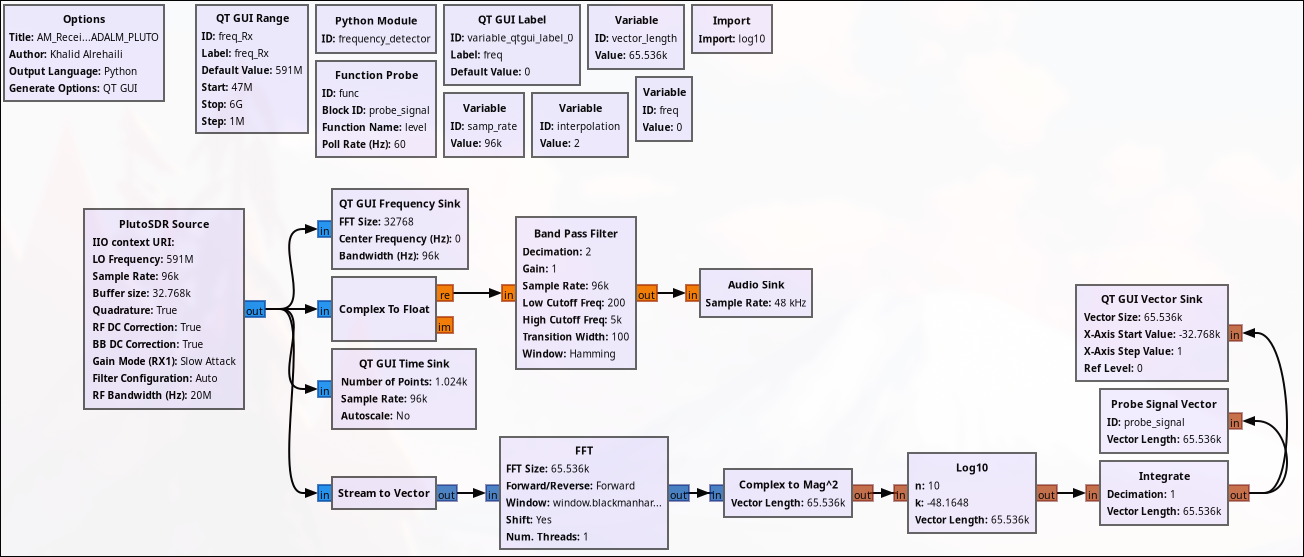 Options
Title: AM_Recei...ADALM_PLUTO
Author: Khalid Alrehaili
Output Language: Python
Generate Options: QT GUI
QT GUI Range
ID: freq_Rx
Label: freq_Rx
Default Value: 591M
Start: 47M
Stop: 6G
Step: 1M
Python Module
ID: frequency_detector
Function Probe
ID: func
Block ID: probe_signal
Function Name: level
Poll Rate (Hz): 60
QT GUI Label
ID: variable_qtgui_label_0
Label: freq
Default Value: 0
Variable
ID: samp_rate
Value: 96k
Variable
ID: interpolation
Value: 2
Variable
ID: vector_length
Value: 65.536k
Variable
ID: freq
Value: 0
Import
Import: log10
PlutoSDR Source
IIO context URI:
LO Frequency: 591M
Sample Rate: 96k
Buffer size: 32.768k
Quadrature: True
RF DC Correction: True
BB DC Correction: True
Gain Mode (RX1): Slow Attack
Filter Configuration: Auto
RF Bandwidth (Hz): 20M
out
in
QT GUI Frequency Sink
FFT Size: 32768
Center Frequency (Hz): 0
Bandwidth (Hz): 96k
in
Complex To Float
re
im
in
Band Pass Filter
Decimation: 2
Gain: 1
Sample Rate: 96k
Low Cutoff Freq: 200
High Cutoff Freq: 5k
Transition Width: 100
Window: Hamming
out
in
Audio Sink
Sample Rate: 48 kHz
in
QT GUI Time Sink
Number of Points: 1.024k
Sample Rate: 96k
Autoscale: No
in
Stream to Vector
out
in
FFT
FFT Size: 65.536k
Forward/Reverse: Forward
Window: window.blackmanhar...
Shift: Yes
Num. Threads: 1
out
in
Complex to Mag^2
Vector Length: 65.536k
out
in
Log10
n: 10
k: -48.1648
Vector Length: 65.536k
out
in
Integrate
Decimation: 1
Vector Length: 65.536k
out
QT GUI Vector Sink
Vector Size: 65.536k
X-Axis Start Value: -32.768k
X-Axis Step Value: 1
Ref Level: 0
in
Probe Signal Vector
ID: probe_signal
Vector Length: 65.536k
in